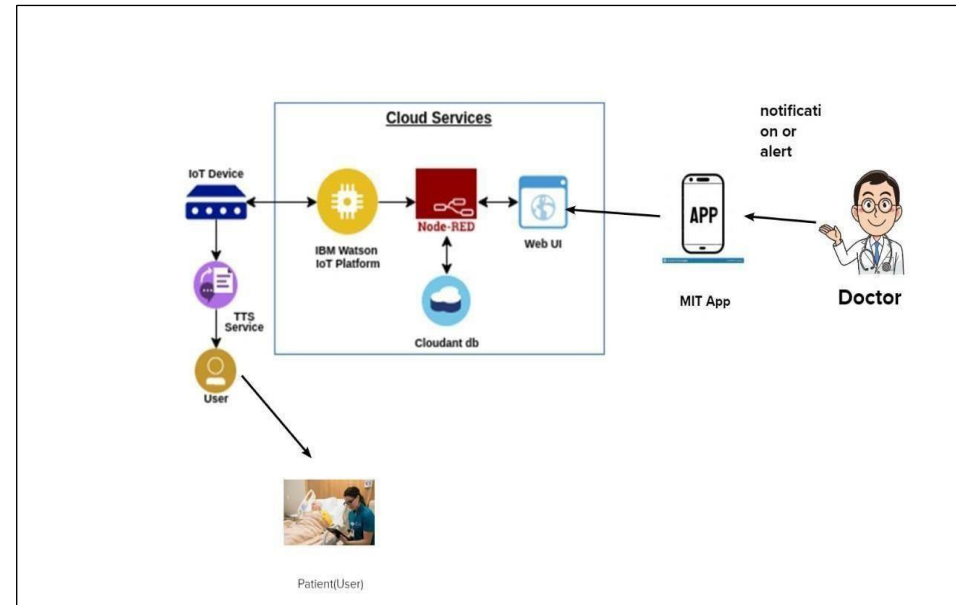 Cloud Services
notificati
on or
alert
IoT Device
APP
Node-RED
IBM Watson
IoT Platform
Web UI
TTS
Service
MIT App
Doctor
Cloudant db
User
Patient(User)